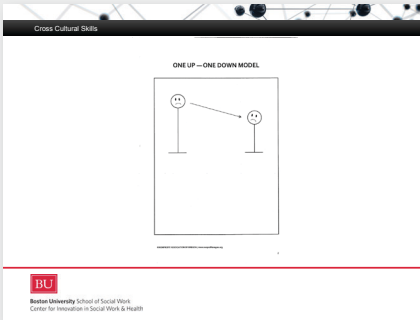 Cross Cultural Skills
ONE UP — ONE DOWN MODEL
BU
Boston University School of Social Work
Center for Innovation in Social Work & Health